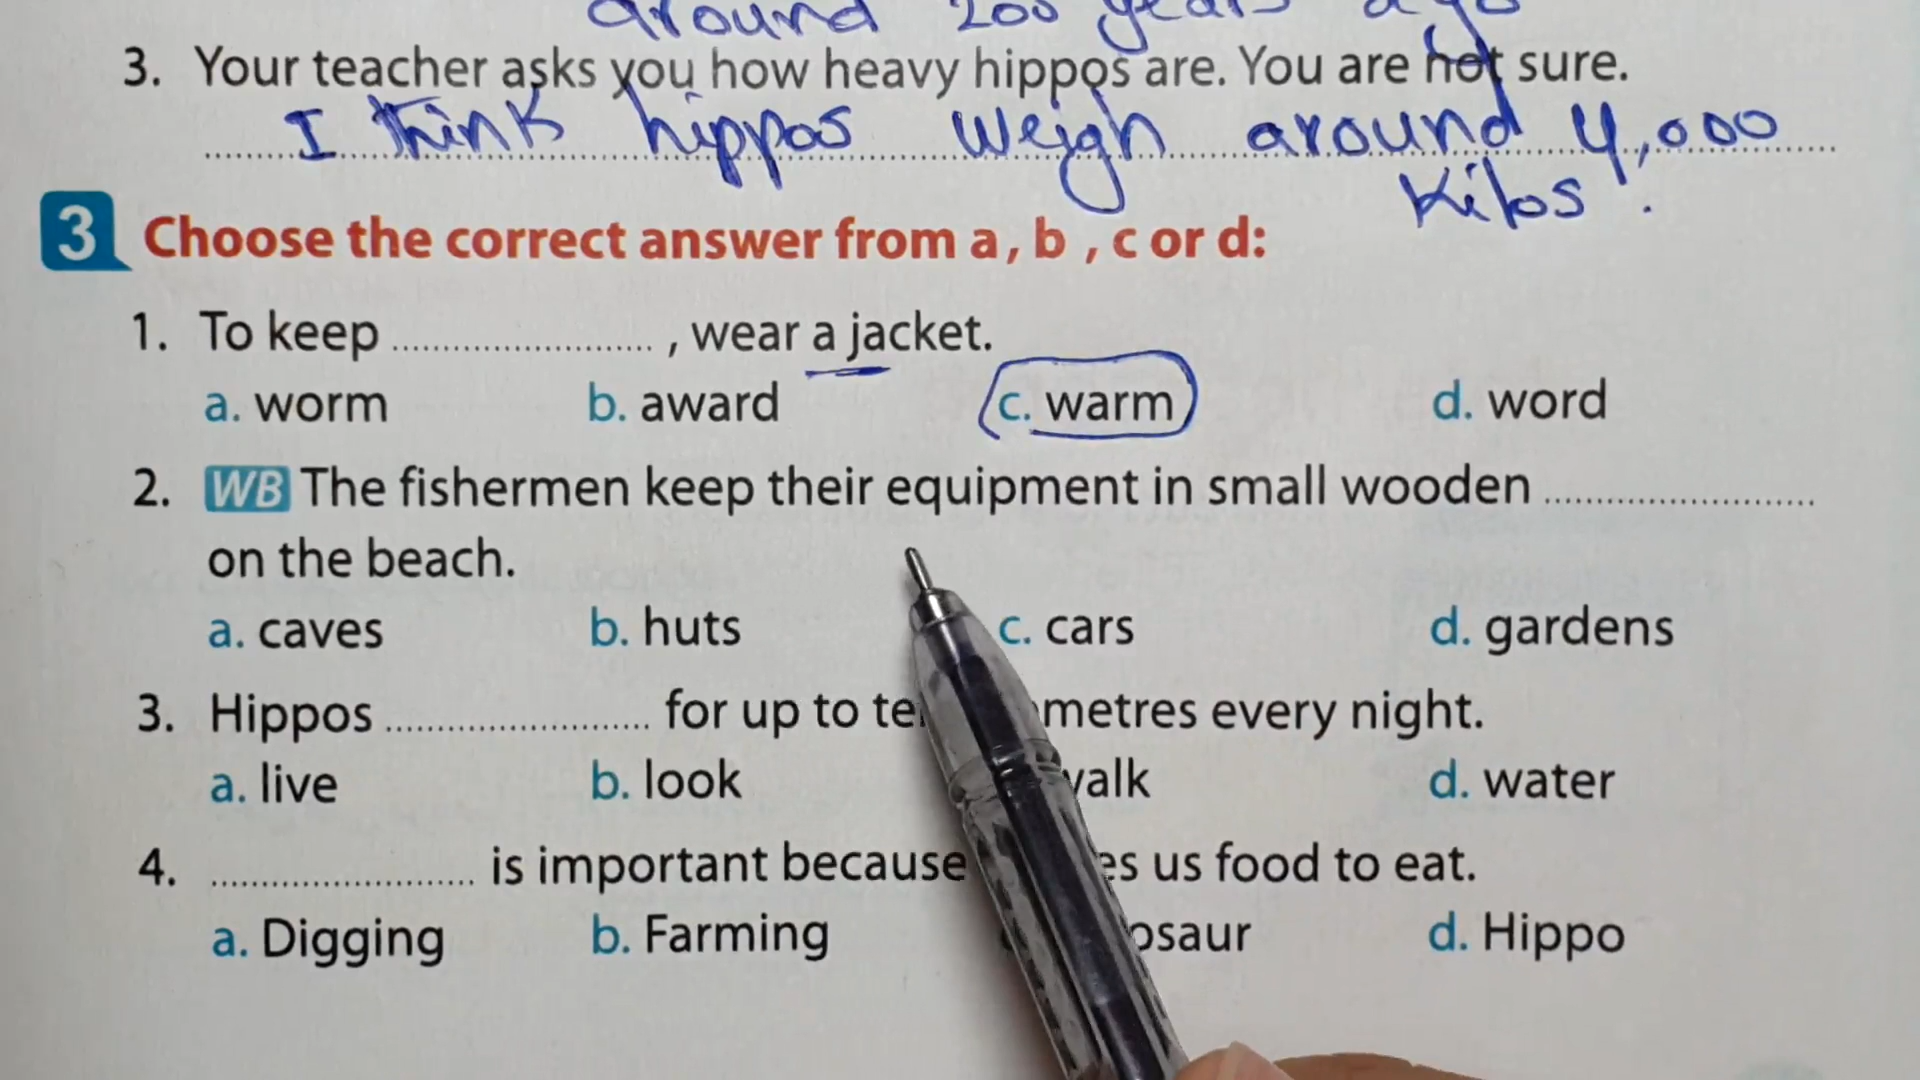 around 200 years ago
3. Your teacher asks you how heavy hippos are. You are not sure.
I think hippos weigh around 4,000
kilos.
3 Choose the correct answer from a, b , c or d:
1. To keep ........................ , wear a jacket.
a. worm b. award c. warm d. word
2. WB The fishermen keep their equipment in small wooden ........................
on the beach.
a. caves b. huts c. cars d. gardens
3. Hippos ........................ for up to metres every night.
a. live b. look d. water
4. ........................ is important because us food to eat.
a. Digging b. Farming d. Hippo